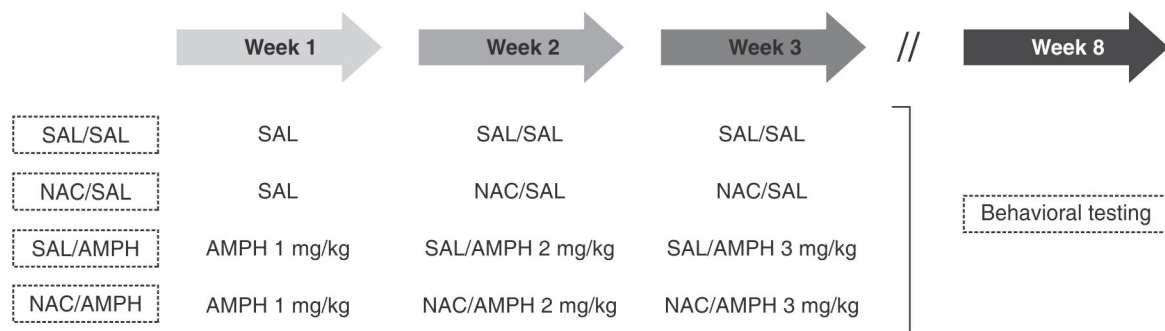 Week 1 Week 2 Week 3 // Week 8
SAL/SAL SAL SAL/SAL SAL/SAL
NAC/SAL SAL NAC/SAL NAC/SAL
Behavioral testing
SAL/AMPH AMPH 1 mg/kg SAL/AMPH 2 mg/kg SAL/AMPH 3 mg/kg
NAC/AMPH AMPH 1 mg/kg NAC/AMPH 2 mg/kg NAC/AMPH 3 mg/kg